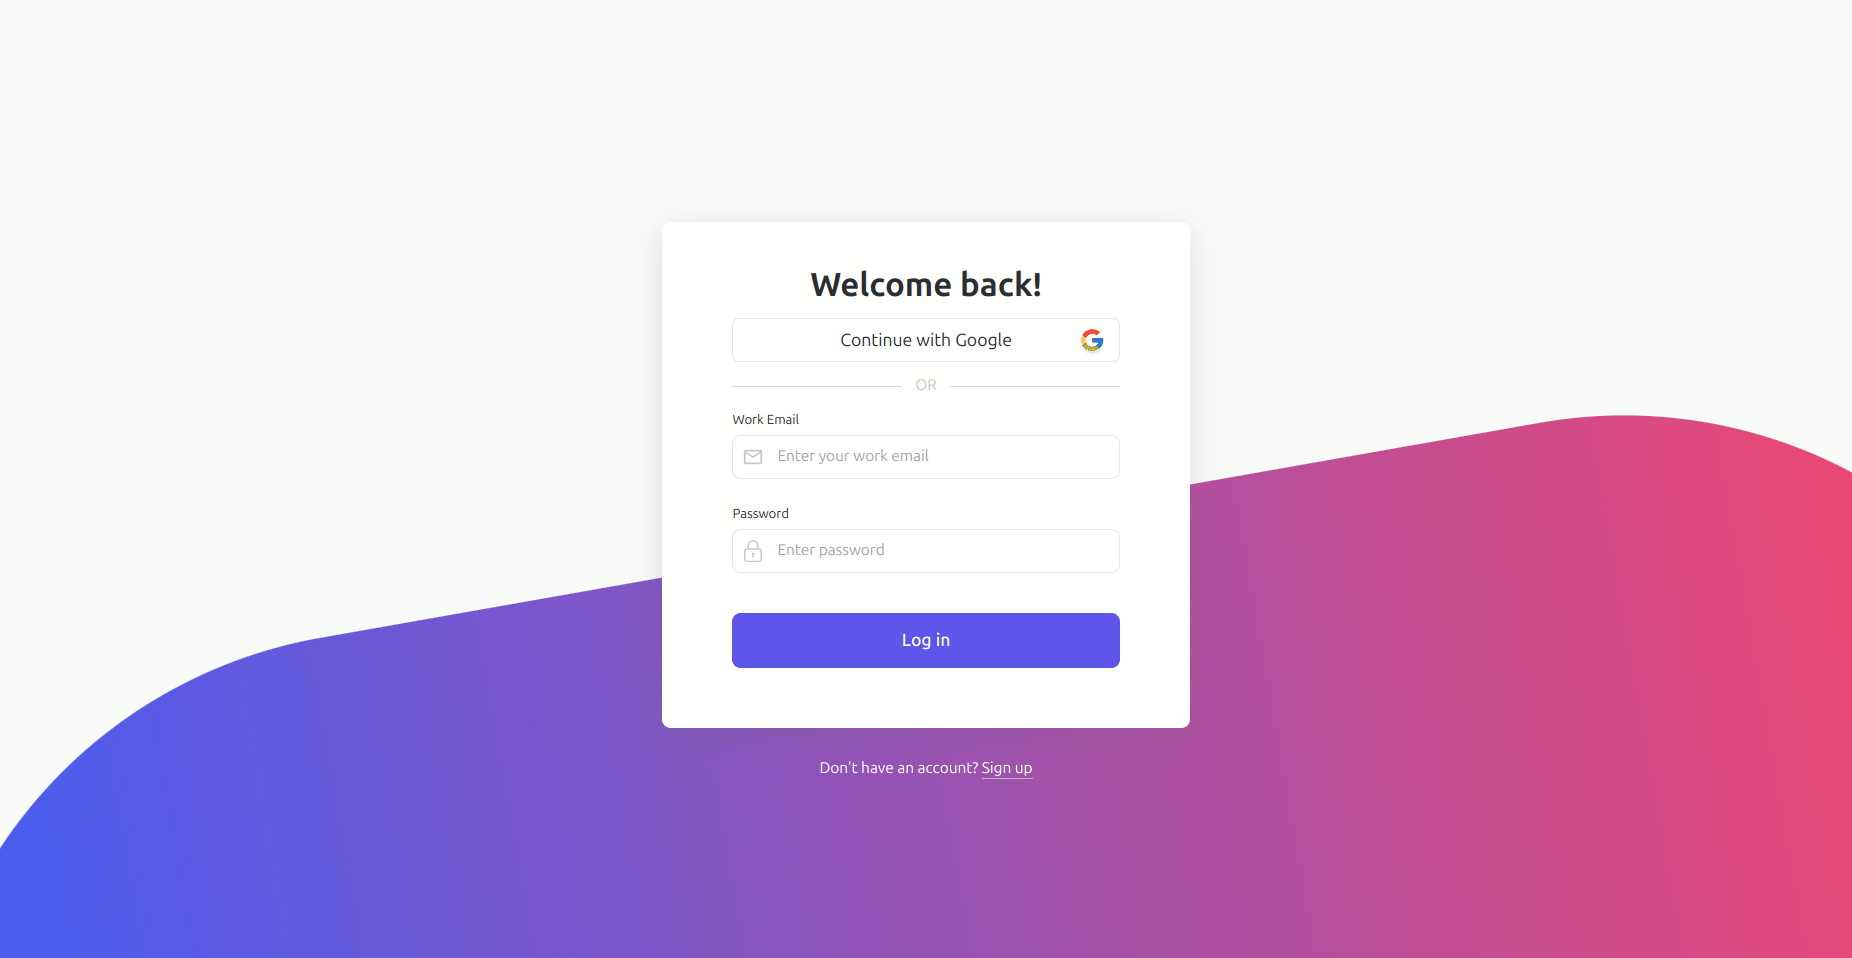 Welcome back!
Continue with Google
OR
Work Email
Enter your work email
Password
Enter password
Log in
Don't have an account? Sign up